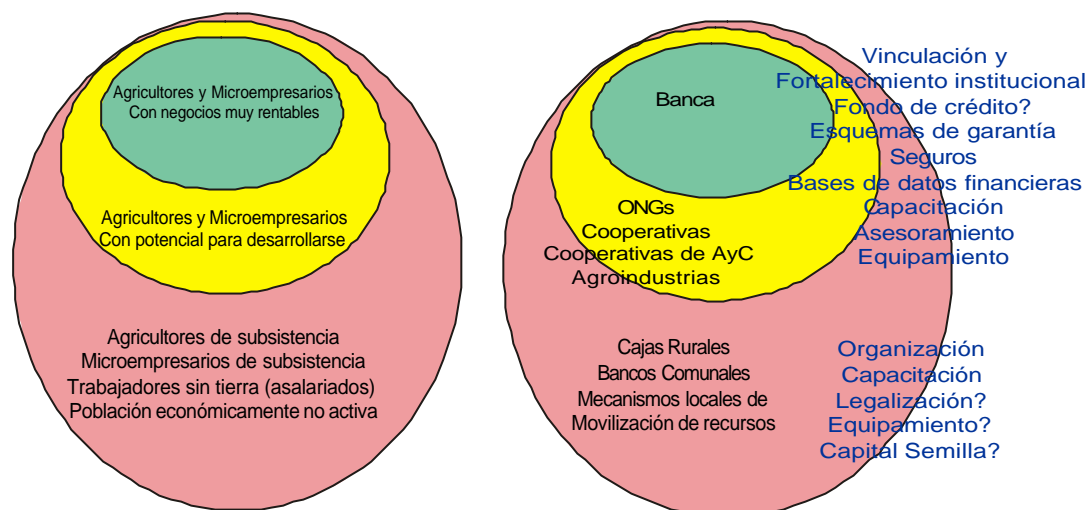 Agricultores y Microempresarios
Con negocios muy rentables
Agricultores y Microempresarios
Con potencial para desarrollarse
Agricultores de subsistencia
Microempresarios de subsistencia
Trabajadores sin tierra (asalariados)
Población económicamente no activa
Banca
ONGs
Cooperativas
Cooperativas de AyC
Agroindustrias
Cajas Rurales
Bancos Comunales
Mecanismos locales de
Movilización de recursos
Vinculación y
Fortalecimiento institucional
Fondo de crédito?
Esquemas de garantía
Seguros
Bases de datos financieras
Capacitación
Asesoramiento
Equipamiento
Organización
Capacitación
Legalización?
Equipamiento?
Capital Semilla?